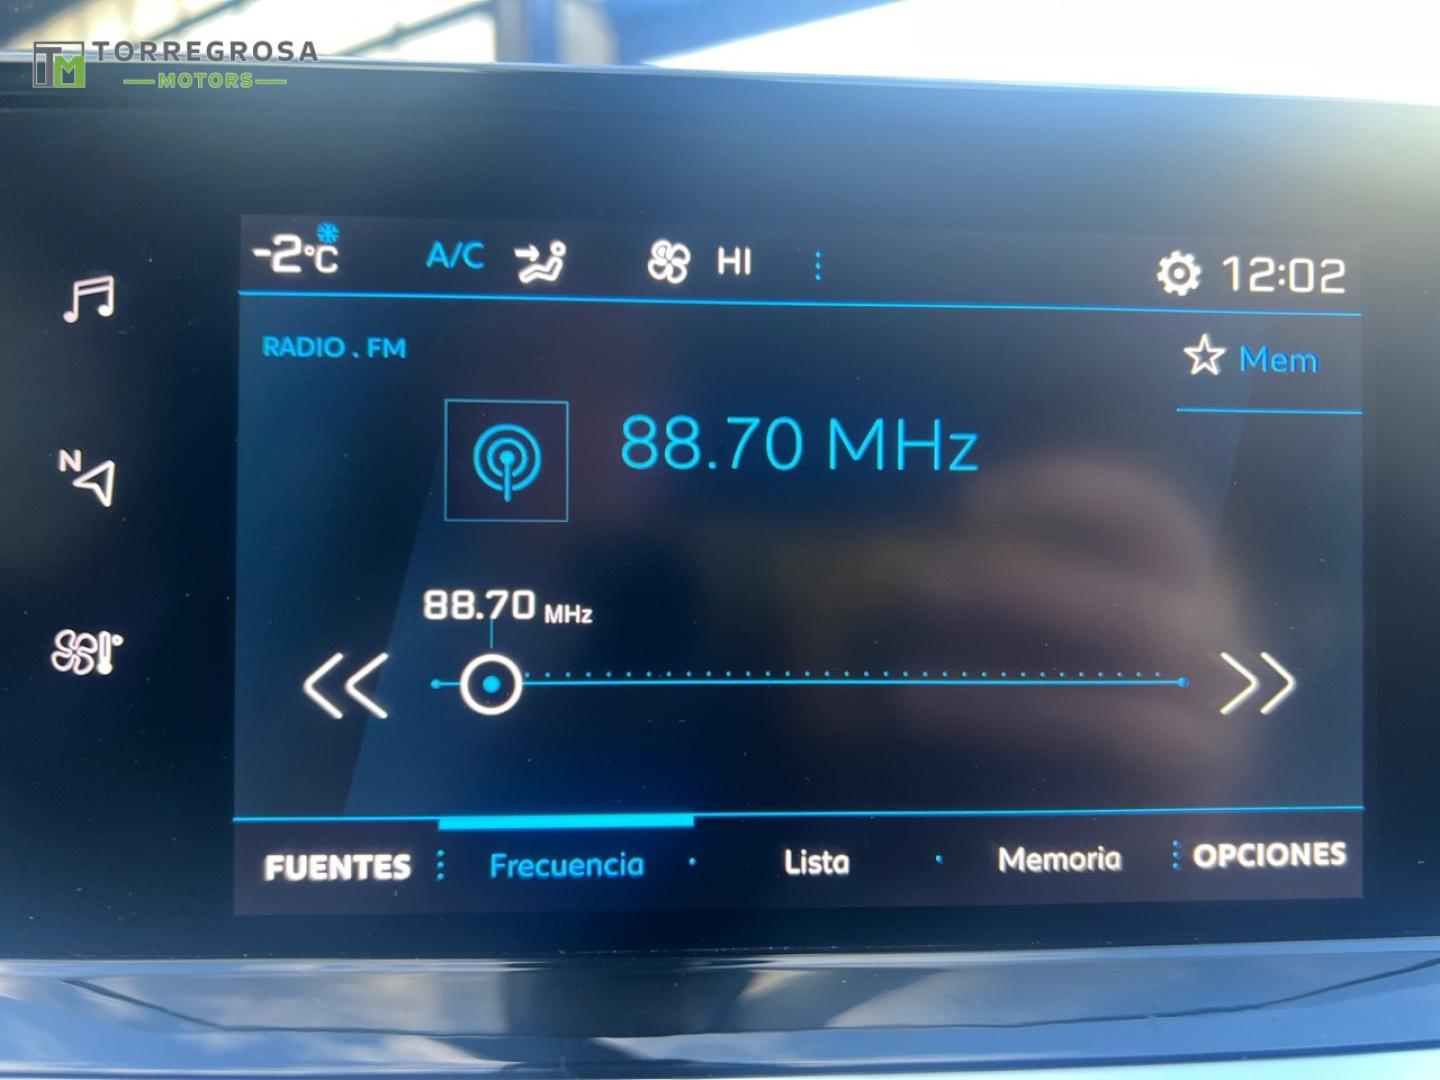 TORREGROSA
TM
MOTORS
-2°C A/C HI 12:02
RADIO . FM
Mem
88.70 MHz
88.70 MHz
N
FUENTES Frecuencia Lista Memoria OPCIONES